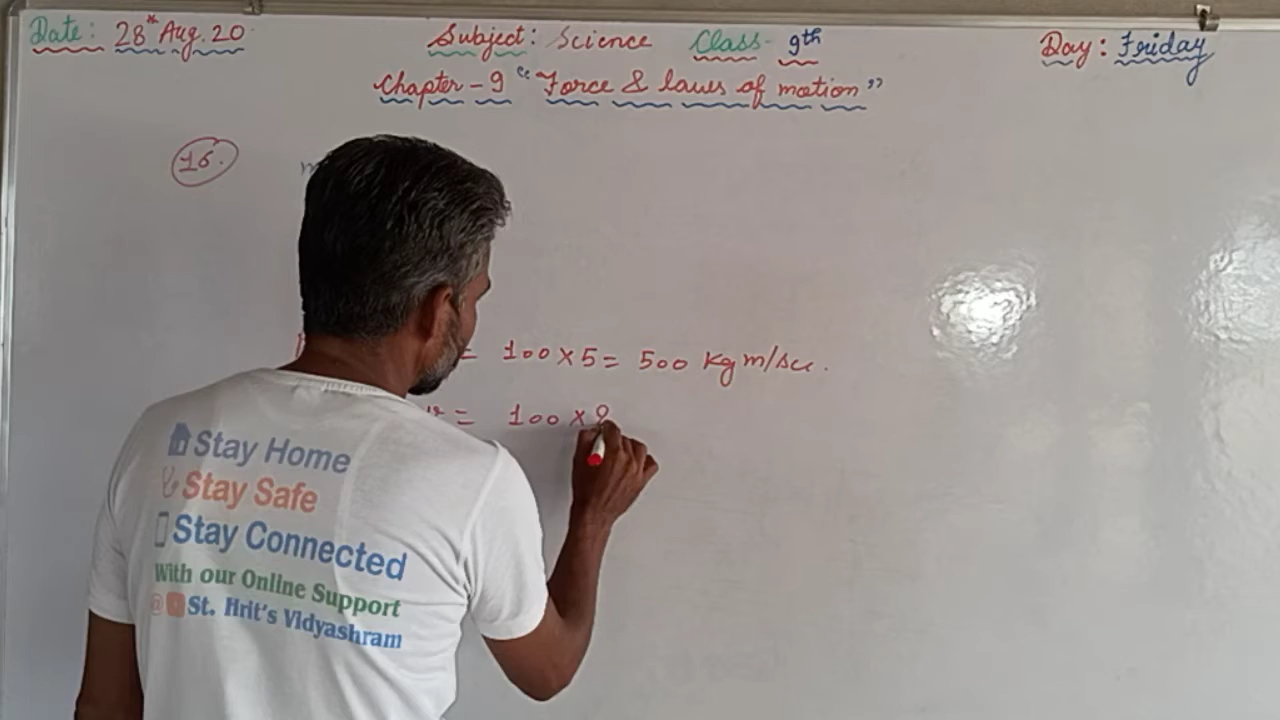 Date: 28th Aug. 20 Subject: Science Class- 9th Day: Friday
Chapter-9 "Force & laws of motion"
16. m
= 100 × 5 = 500 kg m/sec.
v = 100 × 8
Stay Home
Stay Safe
Stay Connected
With our Online Support
St. Hrit's Vidyashram